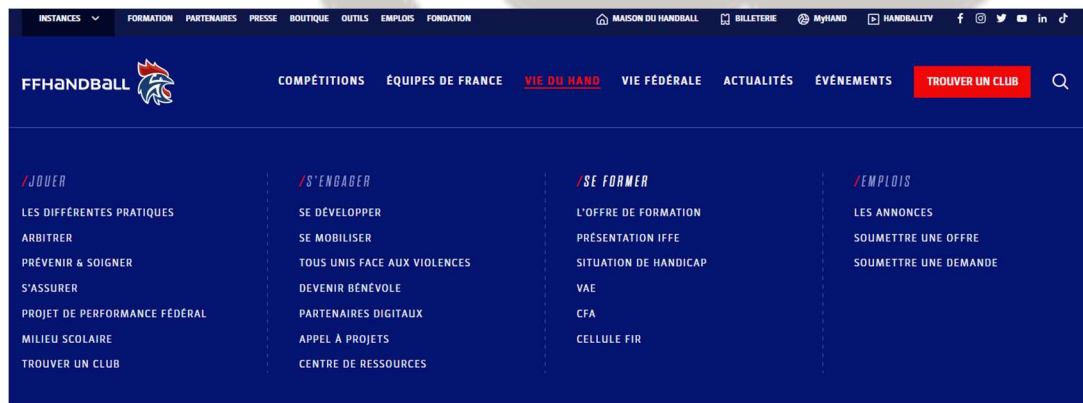 INSTANCES FORMATION PARTENAIRES PRESSE BOUTIQUE OUTILS EMPLOIS FONDATION MAISON DU HANDBALL BILLETERIE MyHAND HANDBALLTV
FFHANDBALL COMPÉTITIONS ÉQUIPES DE FRANCE VIE DU HAND VIE FÉDÉRALE ACTUALITÉS ÉVÉNEMENTS TROUVER UN CLUB
/JOUER
LES DIFFÉRENTES PRATIQUES
ARBITRER
PRÉVENIR & SOIGNER
S'ASSURER
PROJET DE PERFORMANCE FÉDÉRAL
MILIEU SCOLAIRE
TROUVER UN CLUB
/S'ENGAGER
SE DÉVELOPPER
SE MOBILISER
TOUS UNIS FACE AUX VIOLENCES
DEVENIR BÉNÉVOLE
PARTENAIRES DIGITAUX
APPEL À PROJETS
CENTRE DE RESSOURCES
/SE FORMER
L'OFFRE DE FORMATION
PRÉSENTATION IFFE
SITUATION DE HANDICAP
VAE
CFA
CELLULE FIR
/EMPLOIS
LES ANNONCES
SOUMETTRE UNE OFFRE
SOUMETTRE UNE DEMANDE